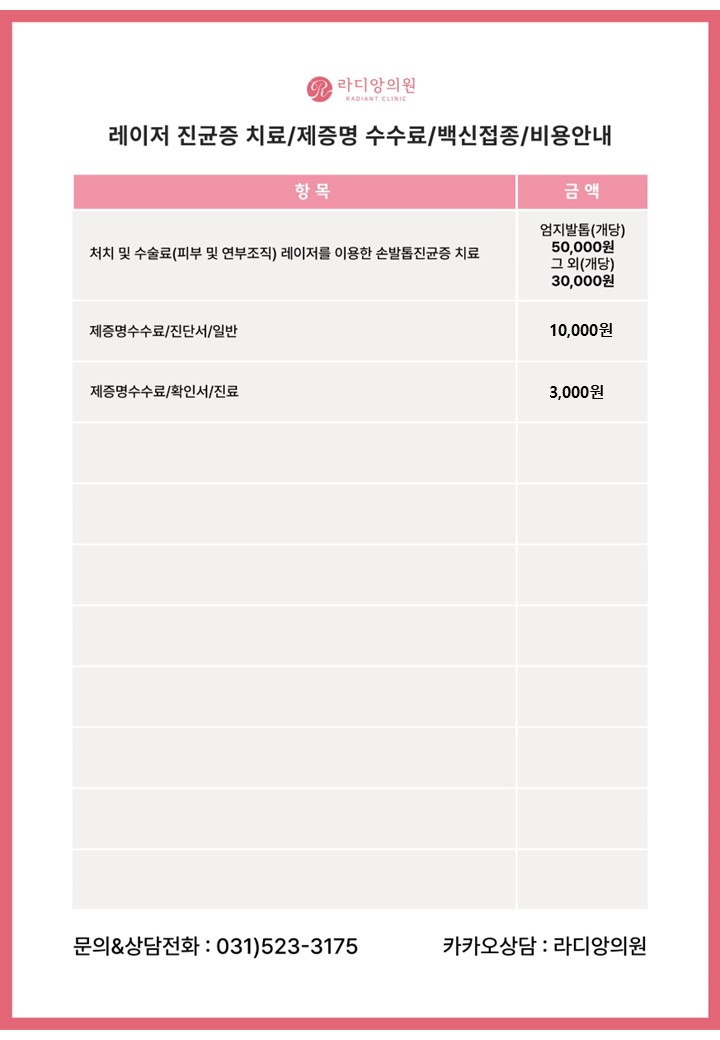 라디앙의원
RADIANT CLINIC
레이저 진균증 치료/제증명 수수료/백신접종/비용안내
항 목 금 액
처치 및 수술료(피부 및 연부조직) 레이저를 이용한 손발톱진균증 치료
엄지발톱(개당)
50,000원
그 외(개당)
30,000원
제증명수수료/진단서/일반 10,000원
제증명수수료/확인서/진료 3,000원
문의&상담전화 : 031)523-3175 카카오상담 : 라디앙의원